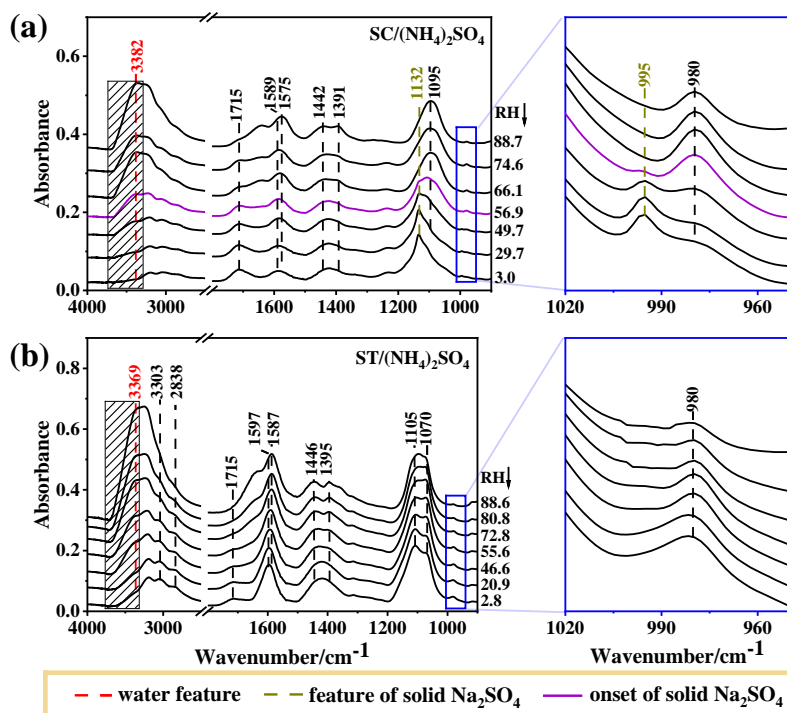 (a)
SC/(NH4)2SO4
3382
1715
1589
1575
1442
1391
1132
1095
RH↓
88.7
74.6
66.1
56.9
49.7
29.7
3.0
Absorbance
0.6
0.4
0.2
0.0
4000 3000 1600 1400 1200 1000
995
980
1020 990 960
(b)
ST/(NH4)2SO4
3369
3303
2838
1715
1597
1587
1446
1395
1105
1070
RH↓
88.6
80.8
72.8
55.6
46.6
20.9
2.8
Absorbance
0.8
0.6
0.4
0.2
0.0
4000 3000 1600 1400 1200 1000
Wavenumber/cm-1
980
1020 990 960
Wavenumber/cm-1
water feature feature of solid Na2SO4 onset of solid Na2SO4